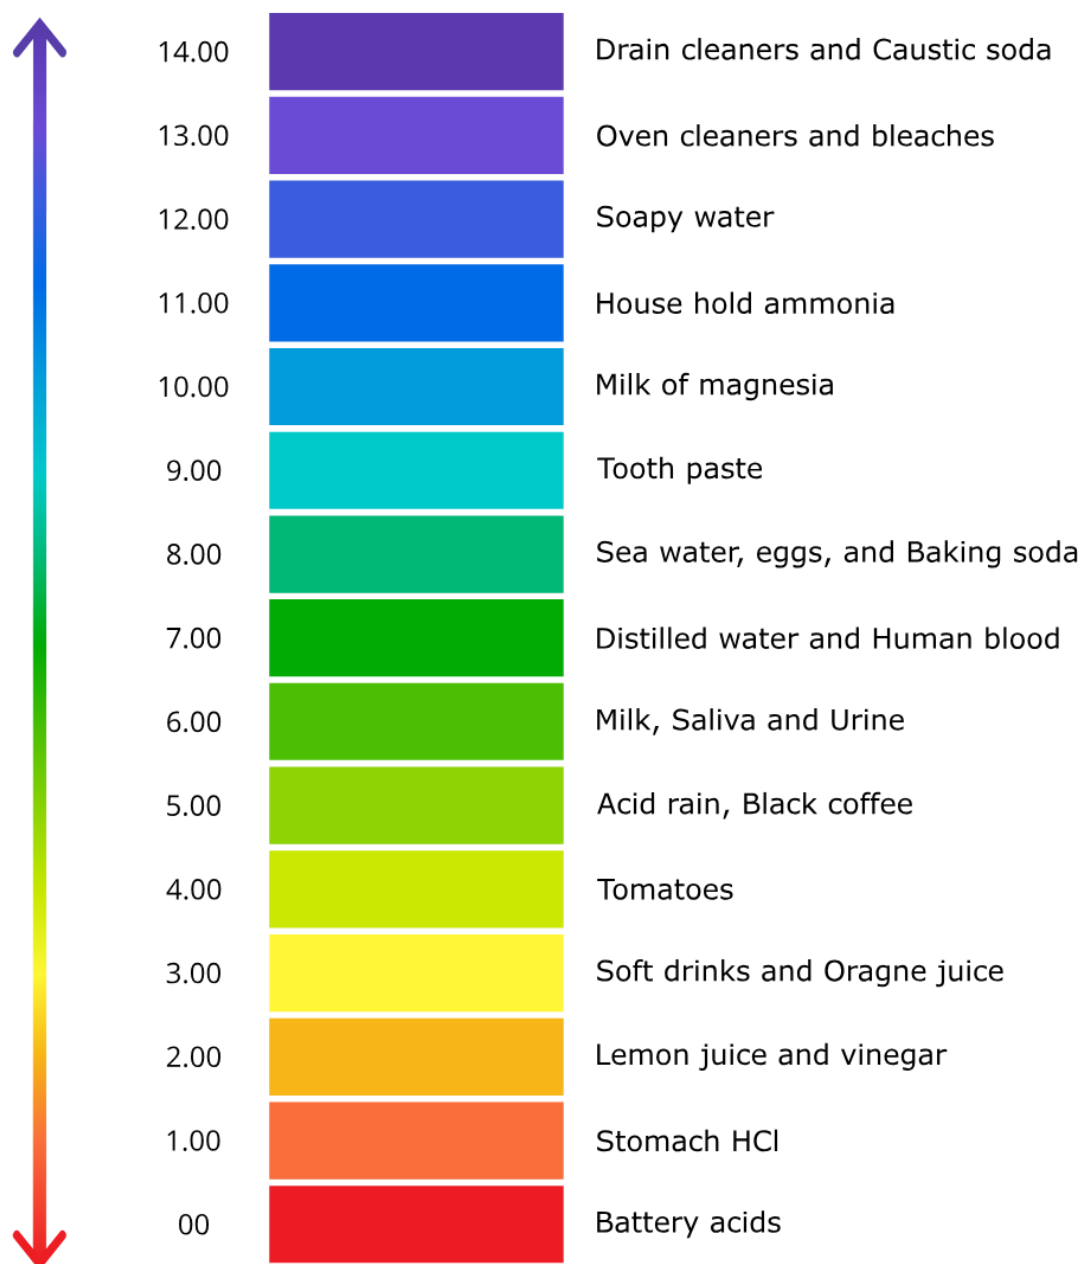 14.00 Drain cleaners and Caustic soda
13.00 Oven cleaners and bleaches
12.00 Soapy water
11.00 House hold ammonia
10.00 Milk of magnesia
9.00 Tooth paste
8.00 Sea water, eggs, and Baking soda
7.00 Distilled water and Human blood
6.00 Milk, Saliva and Urine
5.00 Acid rain, Black coffee
4.00 Tomatoes
3.00 Soft drinks and Oragne juice
2.00 Lemon juice and vinegar
1.00 Stomach HCl
00 Battery acids